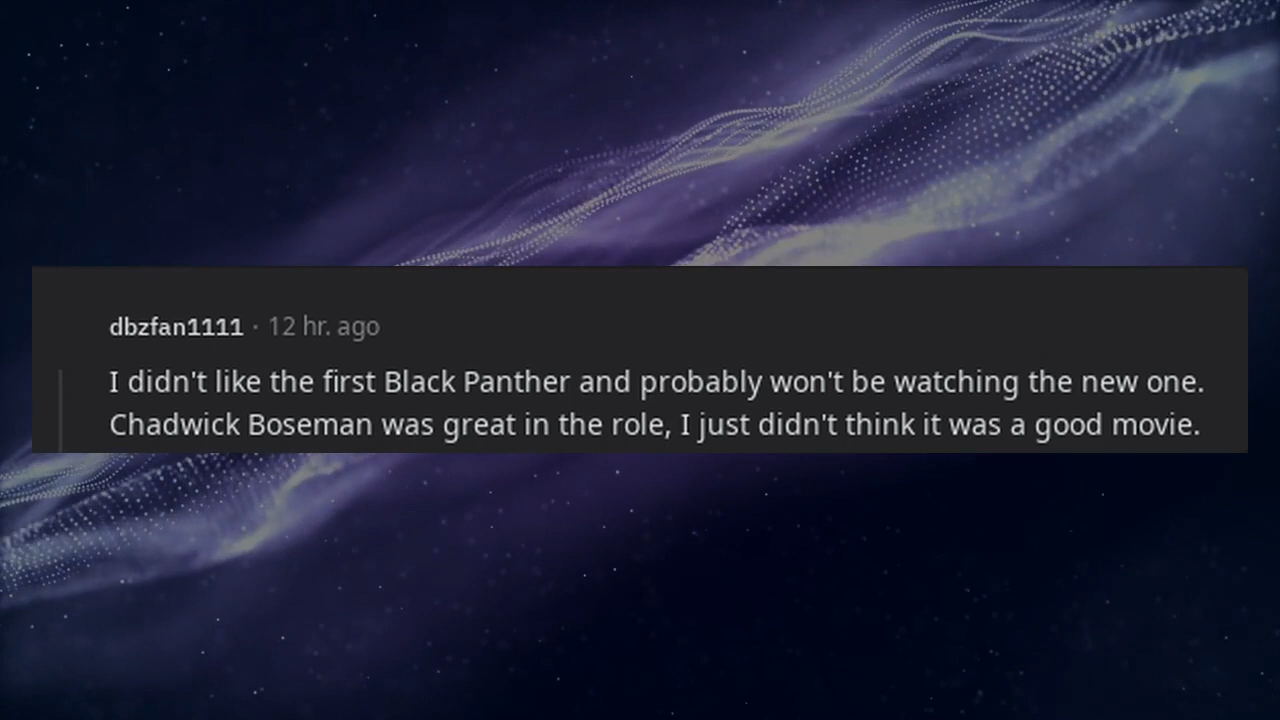 dbzfan1111 · 12 hr. ago
I didn't like the first Black Panther and probably won't be watching the new one.
Chadwick Boseman was great in the role, I just didn't think it was a good movie.